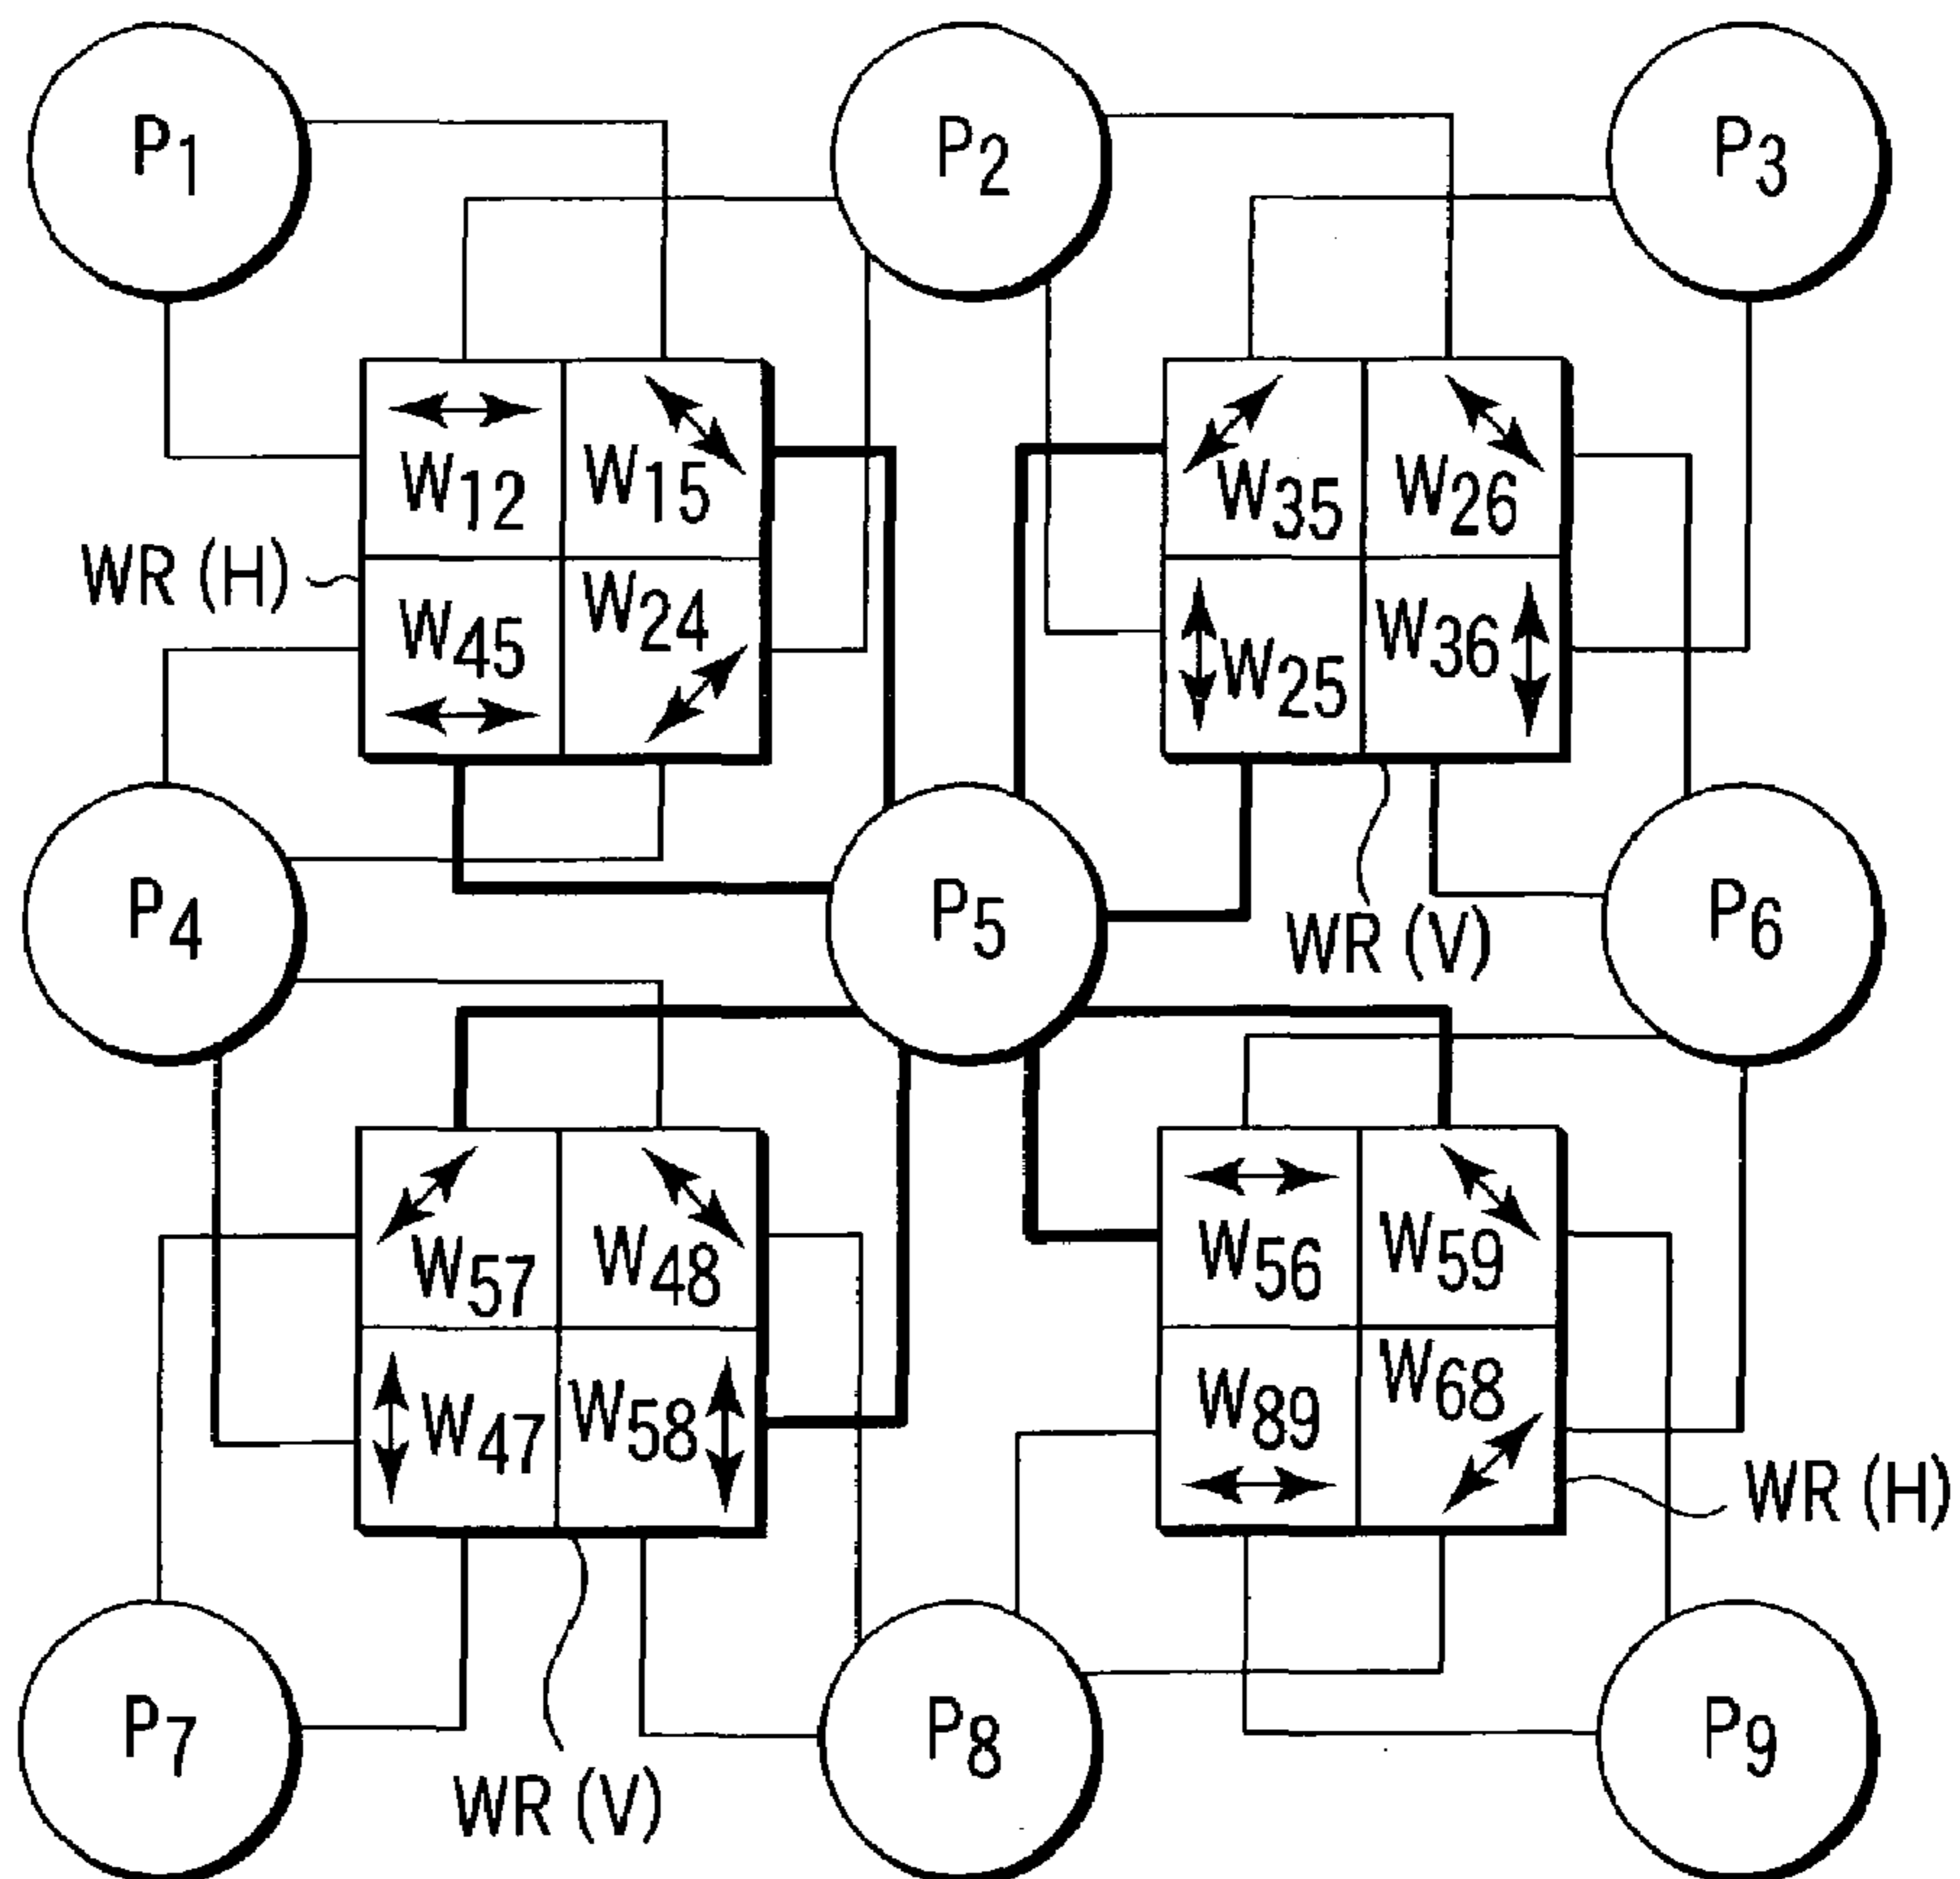 P1 P2 P3
W12 W15 W35 W26
WR (H)
W45 W24 W25 W36
P4 P5 P6
WR (V)
W57 W48 W56 W59
W47 W58 W89 W68
WR (H)
P7 P8 P9
WR (V)